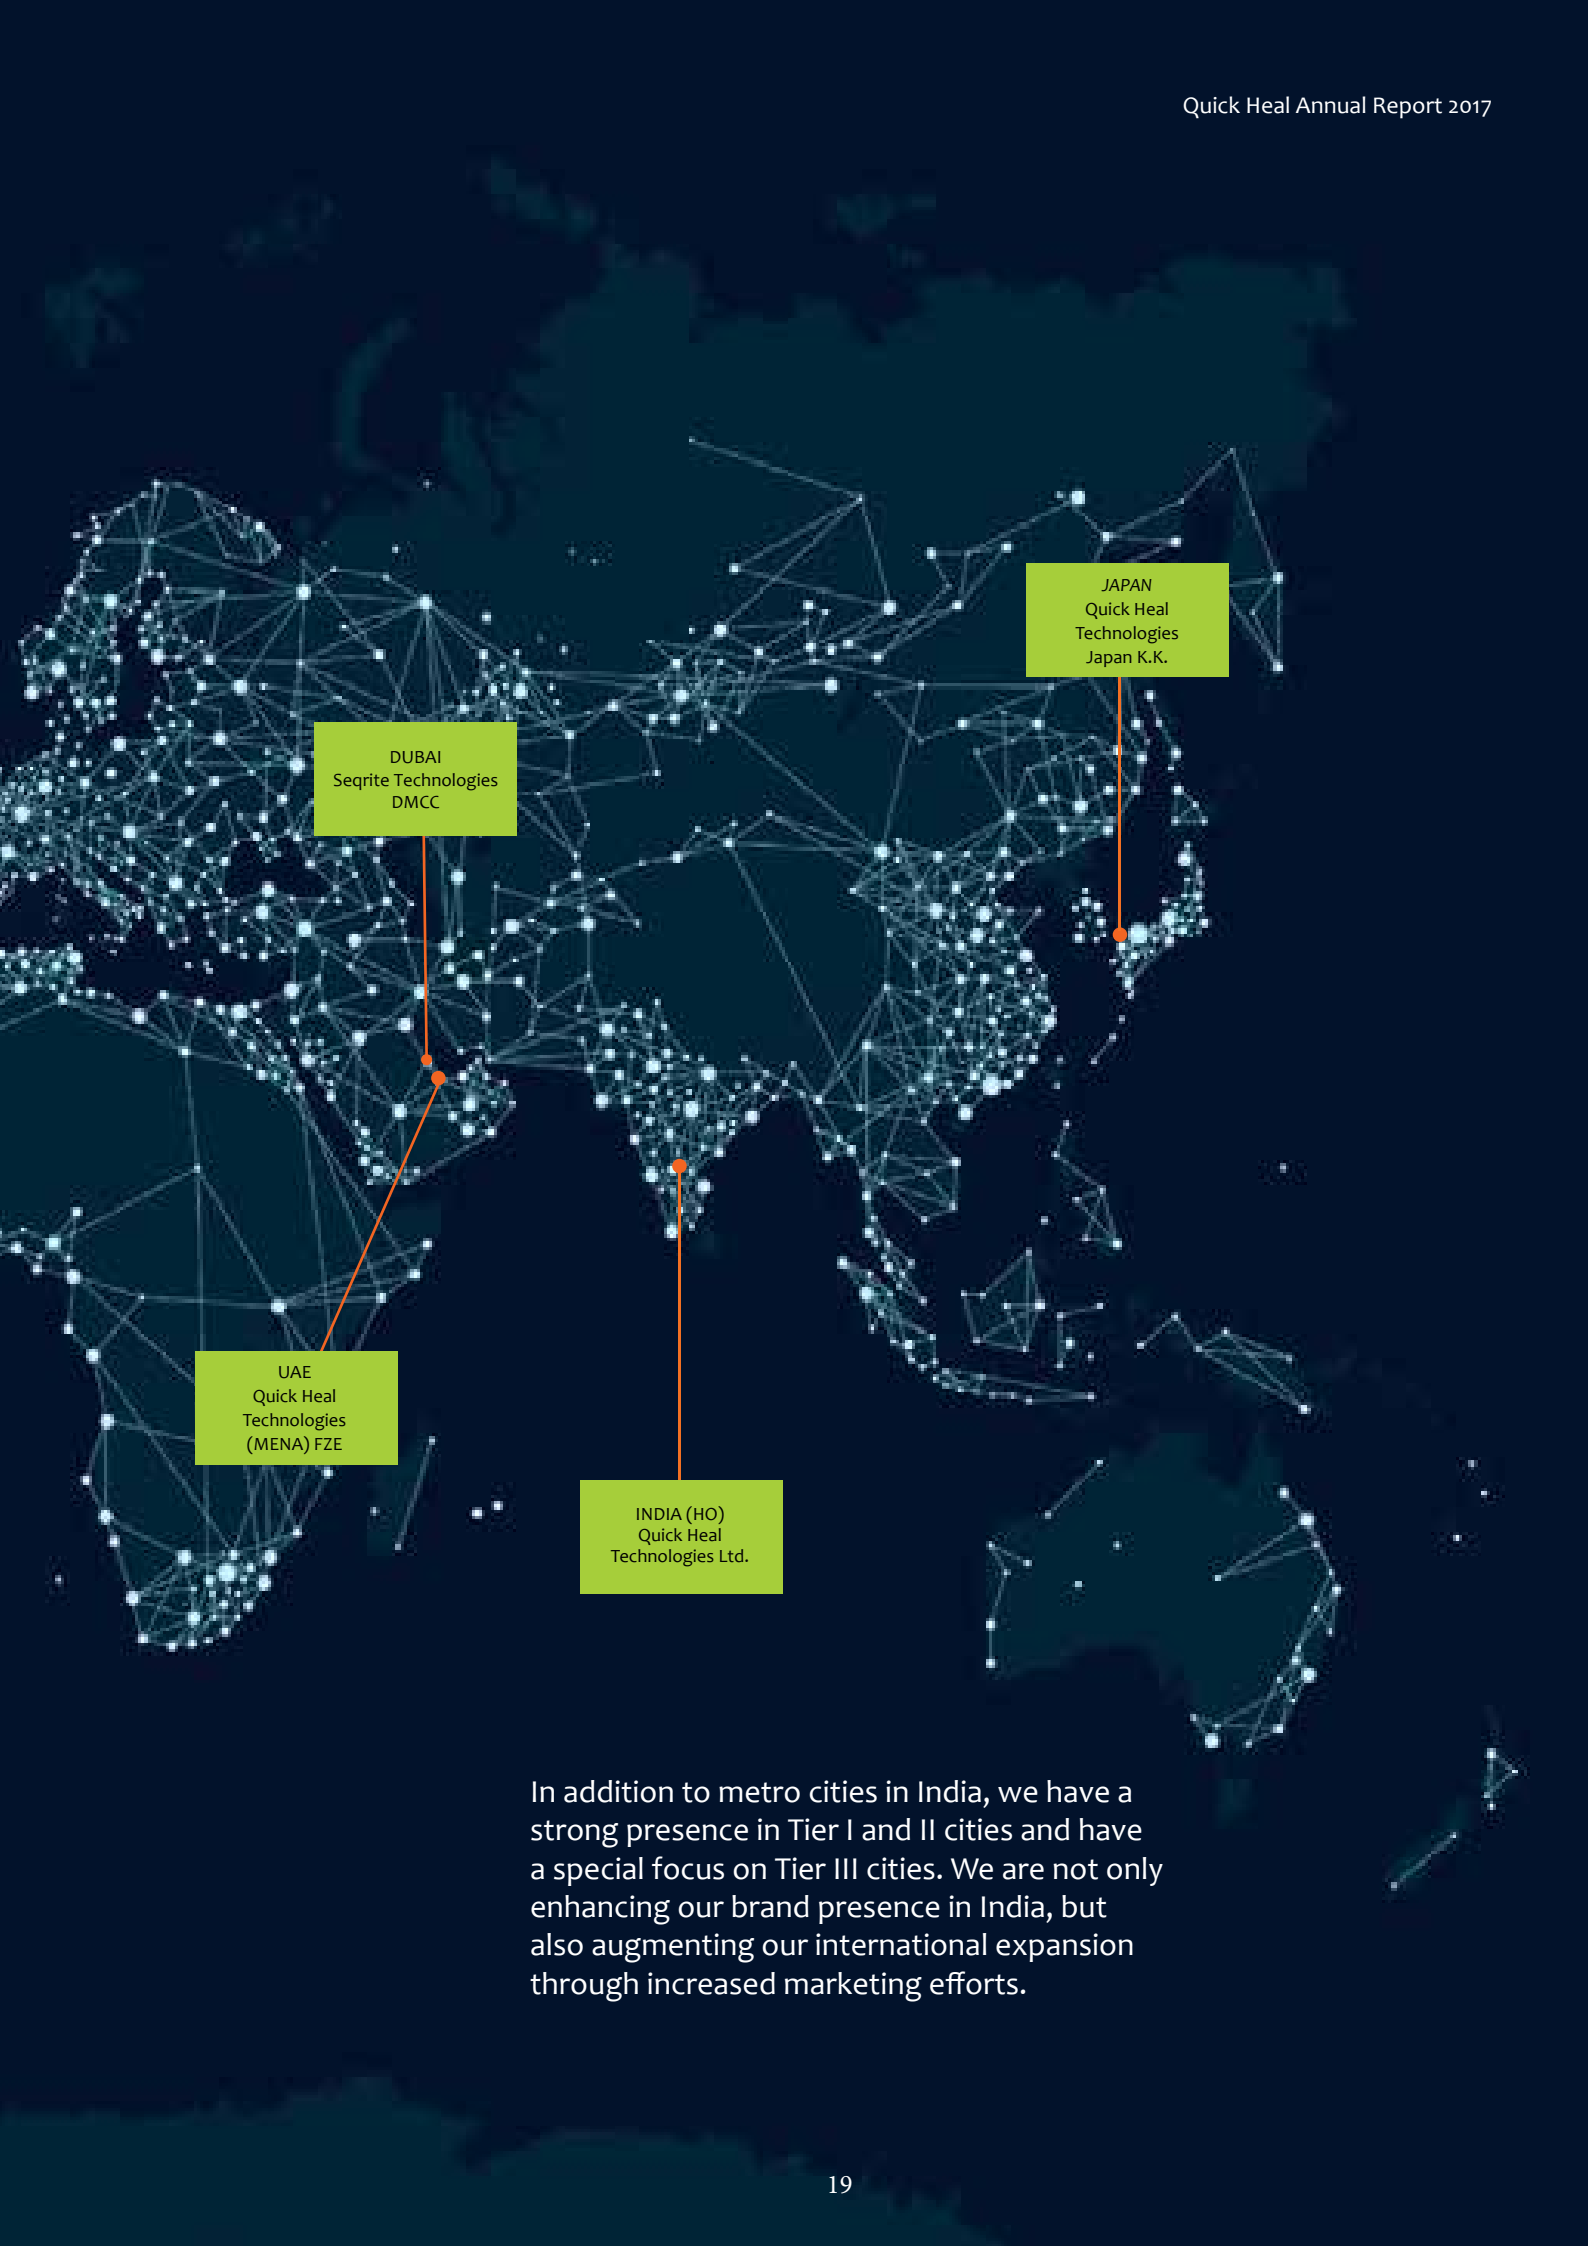 Quick Heal Annual Report 2017
JAPAN
Quick Heal
Technologies
Japan K.K.
DUBAI
Seqrite Technologies
DMCC
UAE
Quick Heal
Technologies
(MENA) FZE
INDIA (HO)
Quick Heal
Technologies Ltd.
In addition to metro cities in India, we have a
strong presence in Tier I and II cities and have
a special focus on Tier III cities. We are not only
enhancing our brand presence in India, but
also augmenting our international expansion
through increased marketing efforts.
19